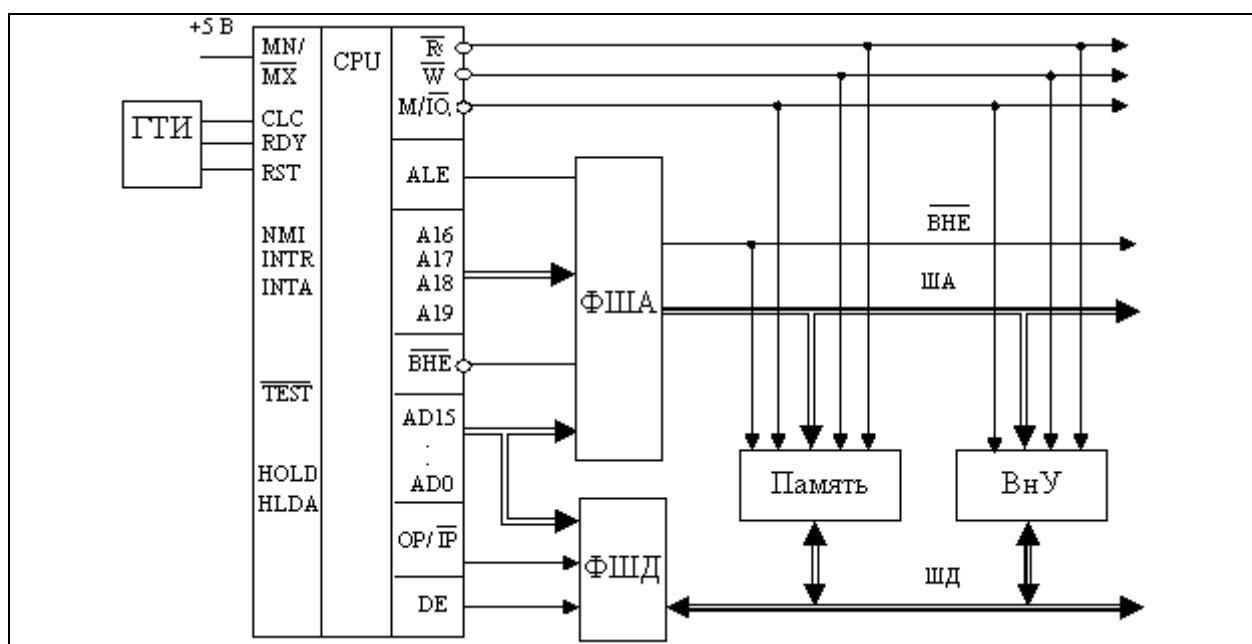 +5 В
MN/
MX
CLC
RDY
RST
NMI
INTR
INTA
TEST
HOLD
HLDA
ГТИ
CPU
R
W
M/IO
ALE
A16
A17
A18
A19
BHE
AD15
.
.
AD0
OP/IP
DE
ФША
ФШД
BHE
ША
Память
ВнУ
ШД